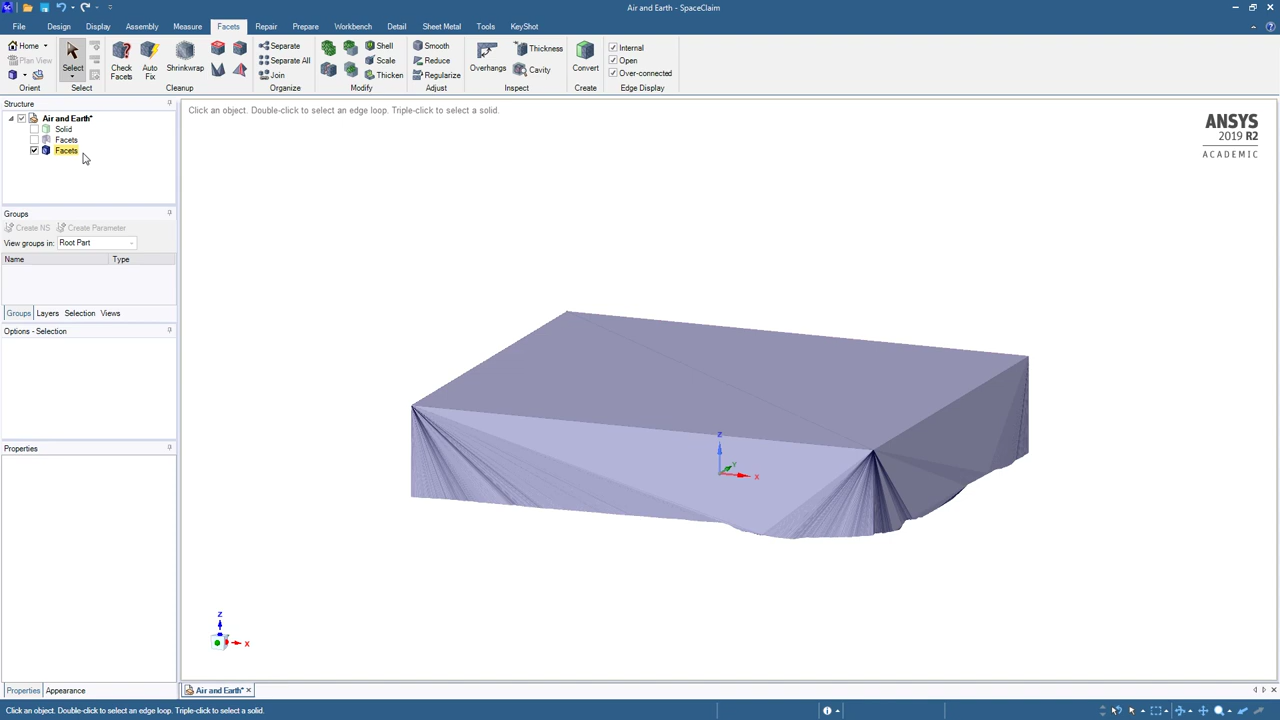 Air and Earth - SpaceClaim
File Design Display Assembly Measure Facets Repair Prepare Workbench Detail Sheet Metal Tools KeyShot
Home
Plan View
Orient
Select
Select
Check Facets
Auto Fix
Shrinkwrap
Cleanup
Separate
Separate All
Join
Organize
Shell
Scale
Thicken
Modify
Smooth
Reduce
Regularize
Adjust
Overhangs
Thickness
Cavity
Inspect
Convert
Create
Internal
Open
Over-connected
Edge Display
Structure
Air and Earth*
Solid
Facets
Facets
Groups
Create NS Create Parameter
View groups in: Root Part
Name Type
Groups Layers Selection Views
Options - Selection
Properties
Properties Appearance
Click an object. Double-click to select an edge loop. Triple-click to select a solid.
ANSYS
2019 R2
ACADEMIC
Z
Y
X
Z
X
Air and Earth*
Click an object. Double-click to select an edge loop. Triple-click to select a solid.